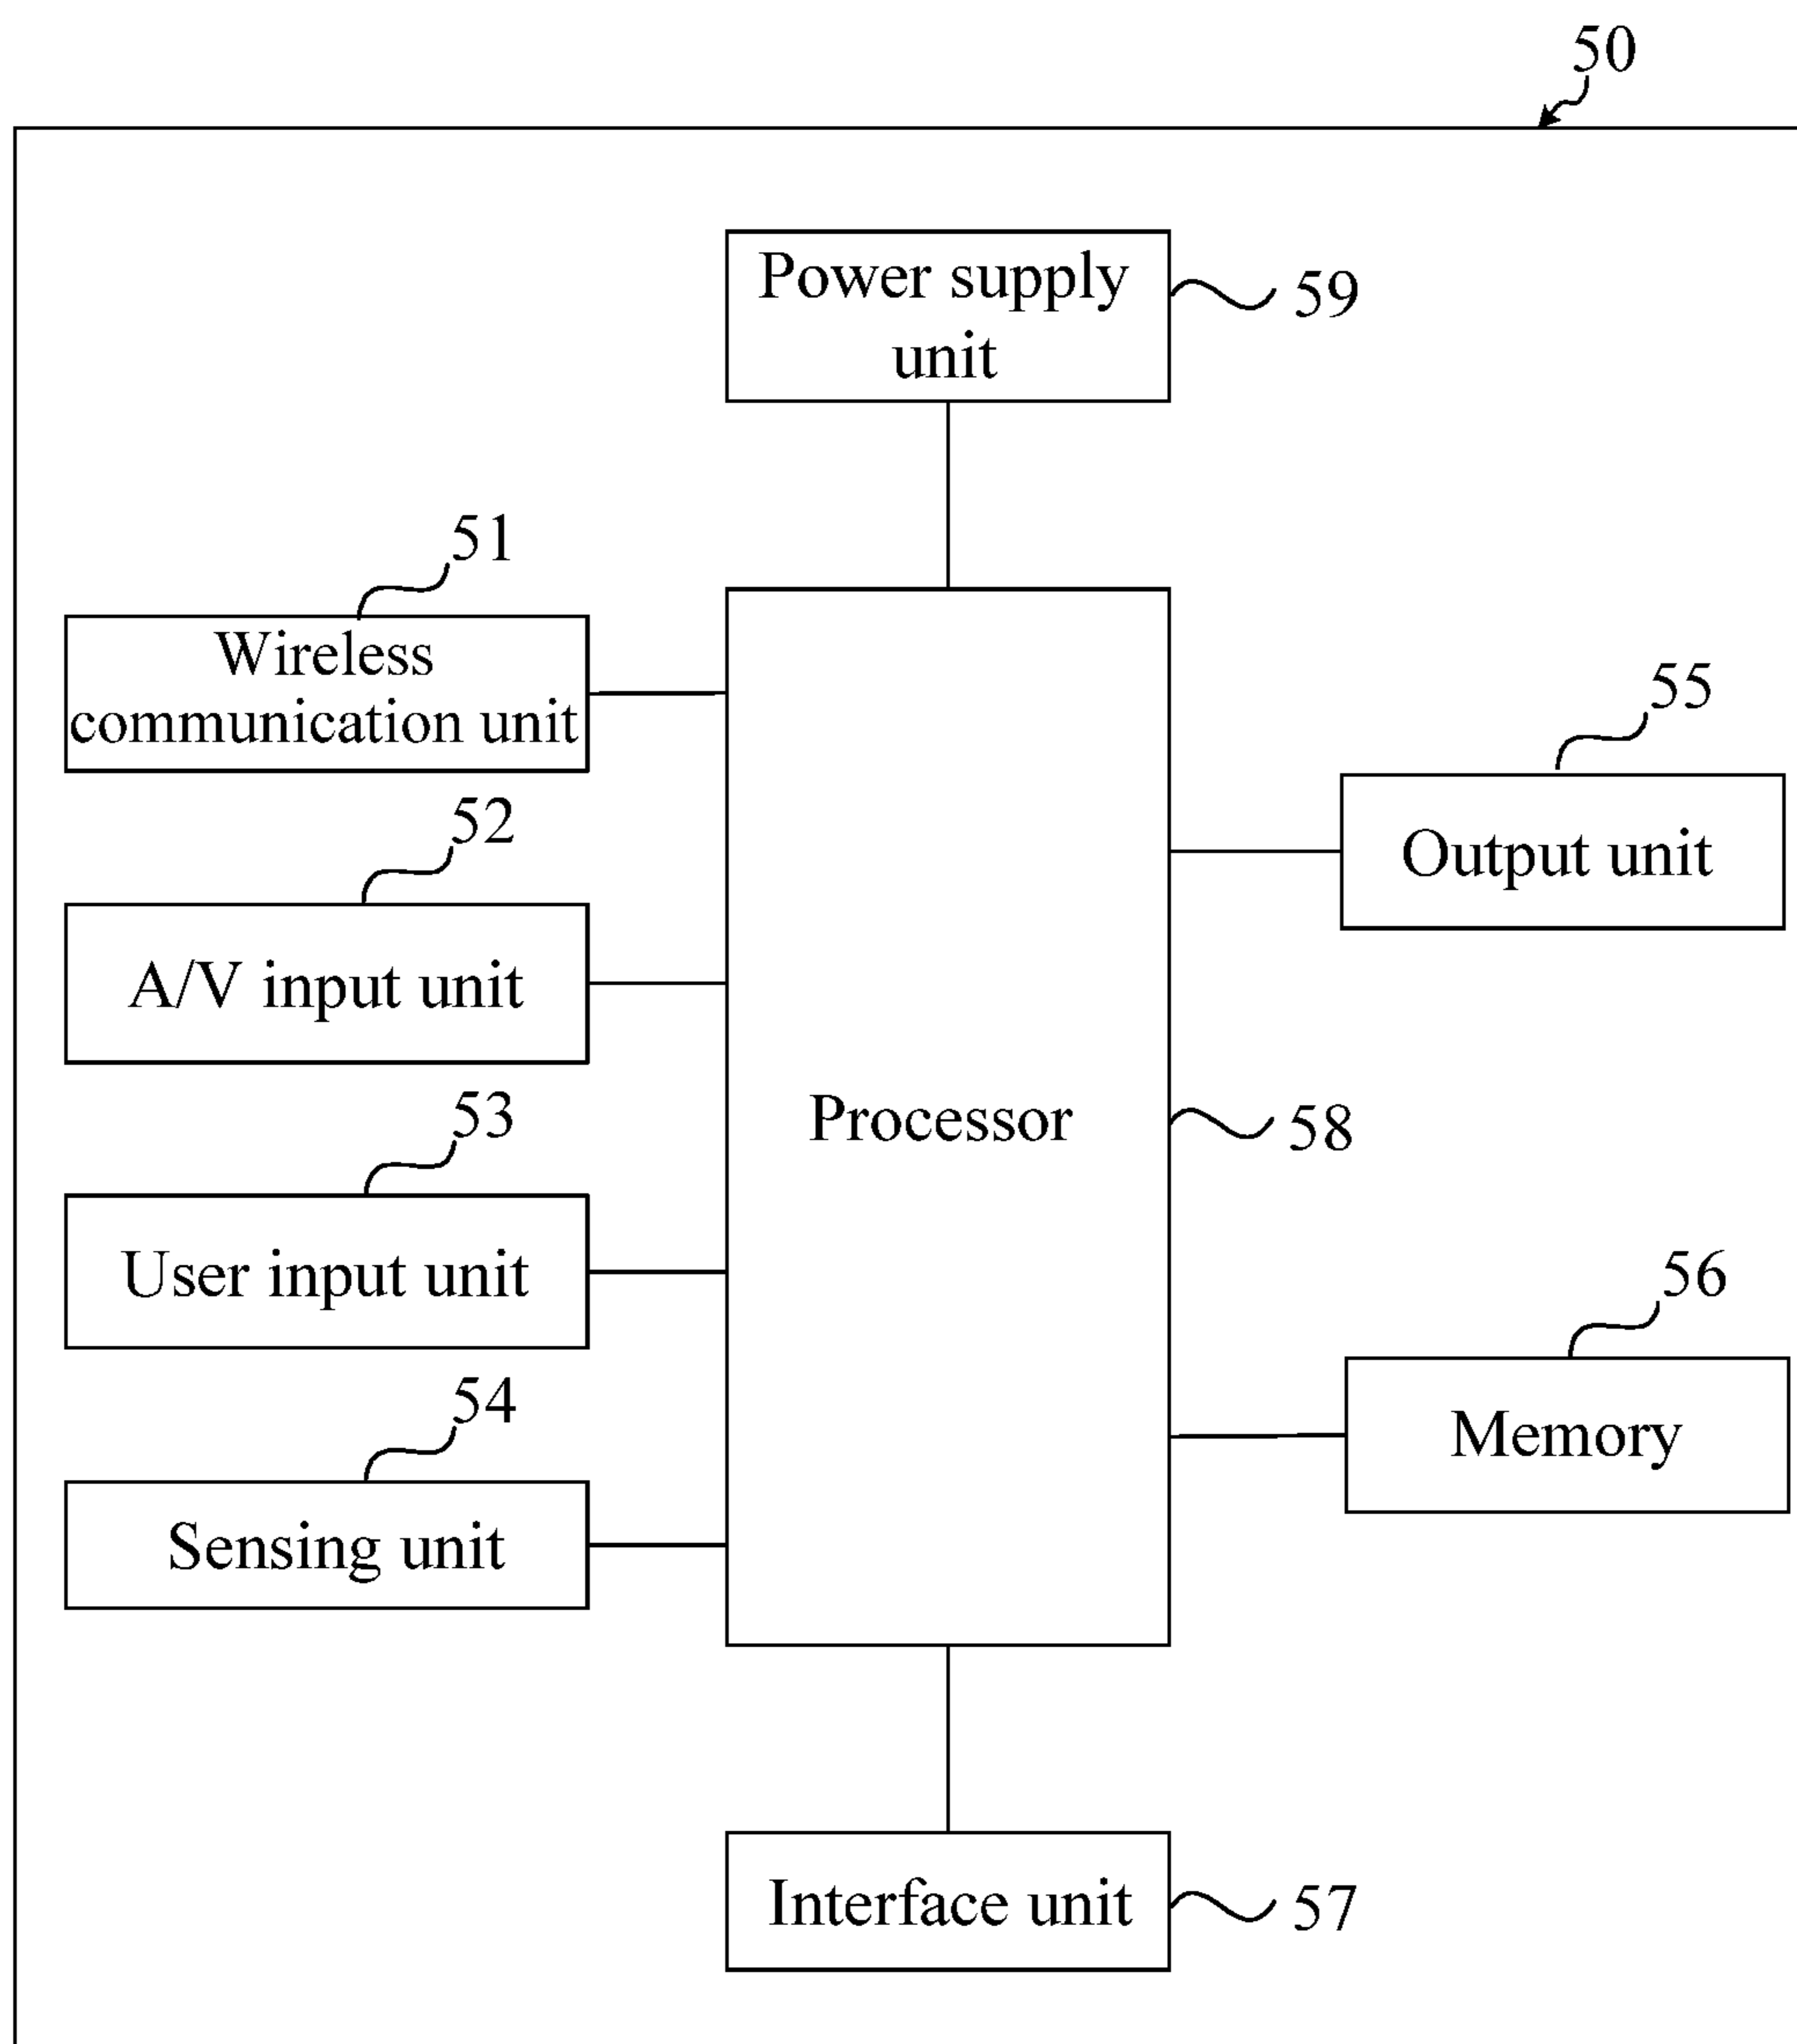 50
Power supply
unit
59
51
Wireless
communication unit
55
Output unit
52
A/V input unit
Processor
58
53
User input unit
56
Memory
54
Sensing unit
Interface unit
57